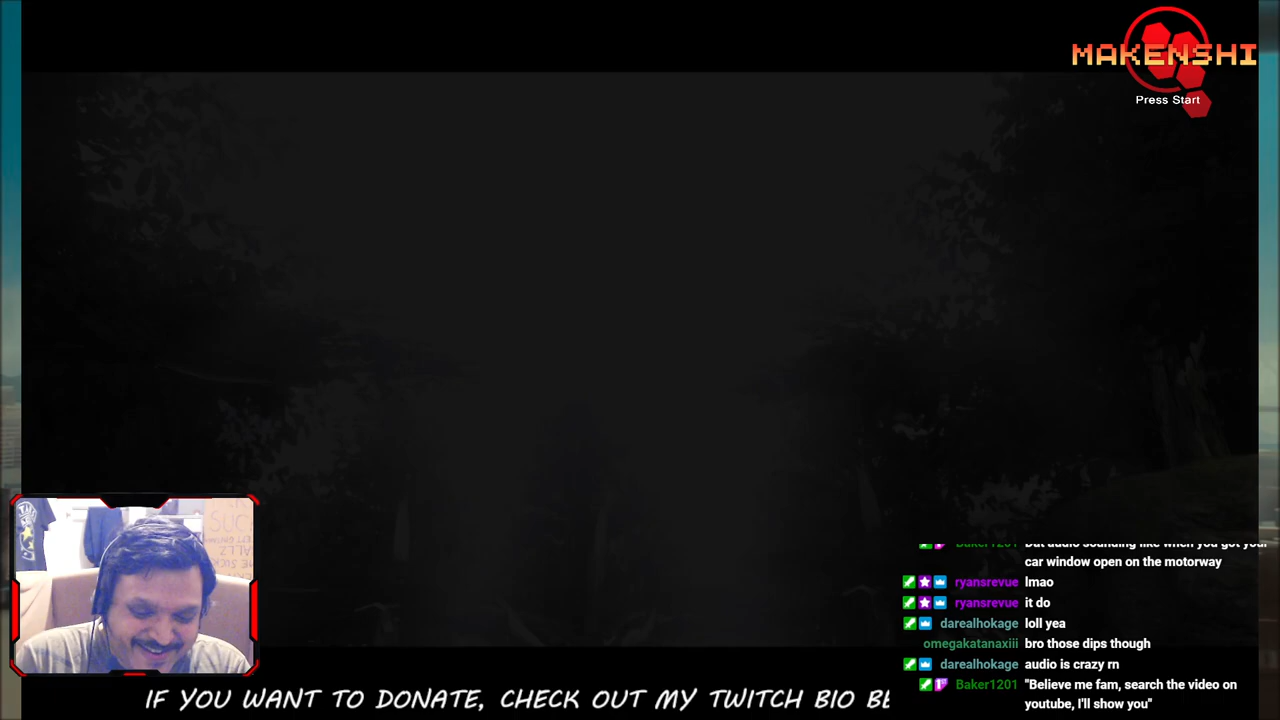 MAKENSHI
Press Start
car window open on the motorway
ryansrevue lmao
ryansrevue it do
darealhokage loll yea
omegakatanaxiii bro those dips though
darealhokage audio is crazy rn
Baker1201 "Believe me fam, search the video on
youtube, I'll show you"
IF YOU WANT TO DONATE, CHECK OUT MY TWITCH BIO BE